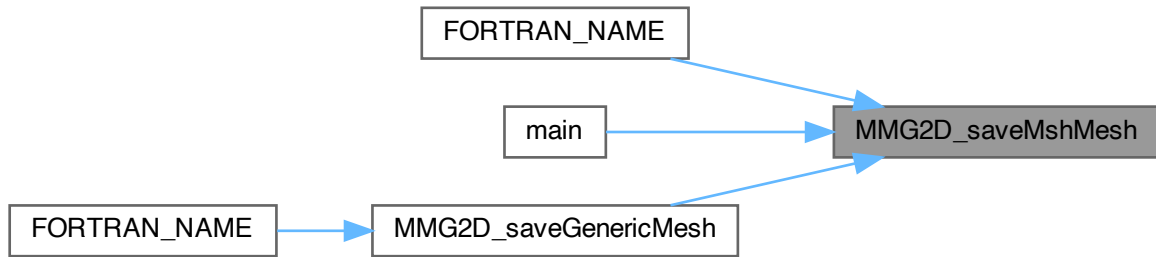 FORTRAN_NAME
main
MMG2D_saveMshMesh
FORTRAN_NAME
MMG2D_saveGenericMesh